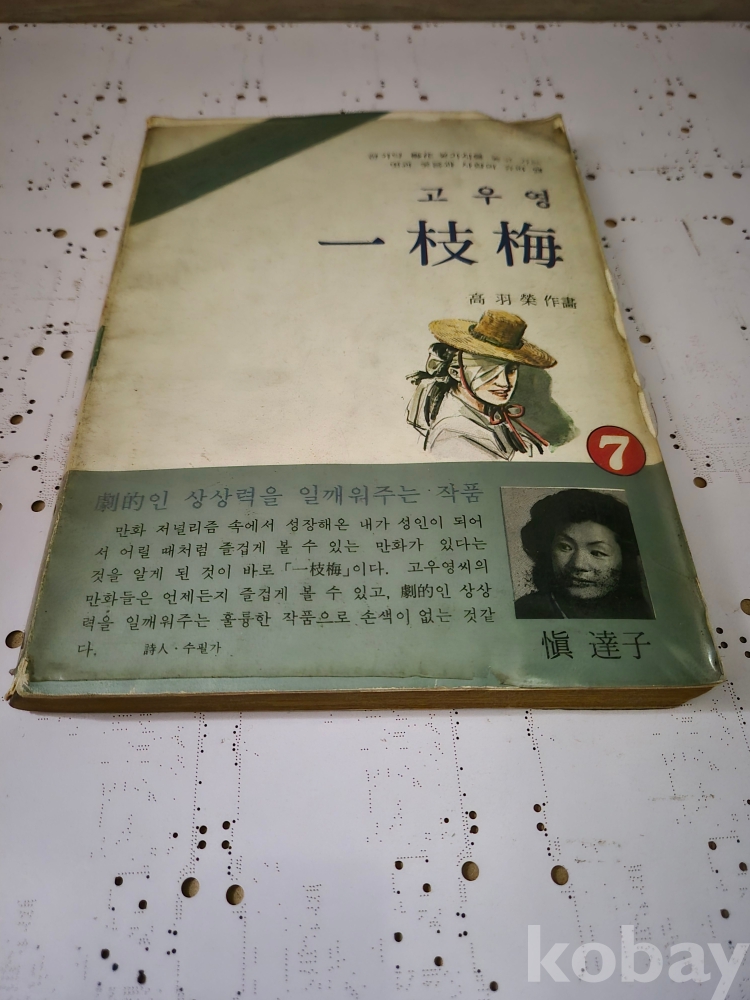 고우영
一枝梅
高羽榮 作畵
7
劇的인 상상력을 일깨워주는 작품
만화 저널리즘 속에서 성장해온 내가 성인이 되어
서 어릴 때처럼 즐겁게 볼 수 있는 만화가 있다는
것을 알게 된 것이 바로 「一枝梅」이다. 고우영씨의
만화들은 언제든지 즐겁게 볼 수 있고, 劇的인 상상
력을 일깨워주는 훌륭한 작품으로 손색이 없는 것같
다. 詩人・수필가
愼達子
kobay